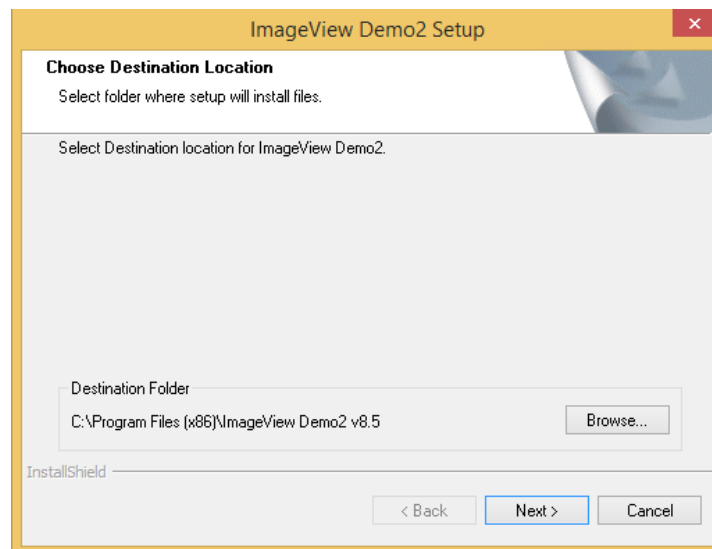 ImageView Demo2 Setup
Choose Destination Location
Select folder where setup will install files.
Select Destination location for ImageView Demo2.
Destination Folder
C:\Program Files (x86)\ImageView Demo2 v8.5
Browse...
InstallShield
< Back
Next >
Cancel